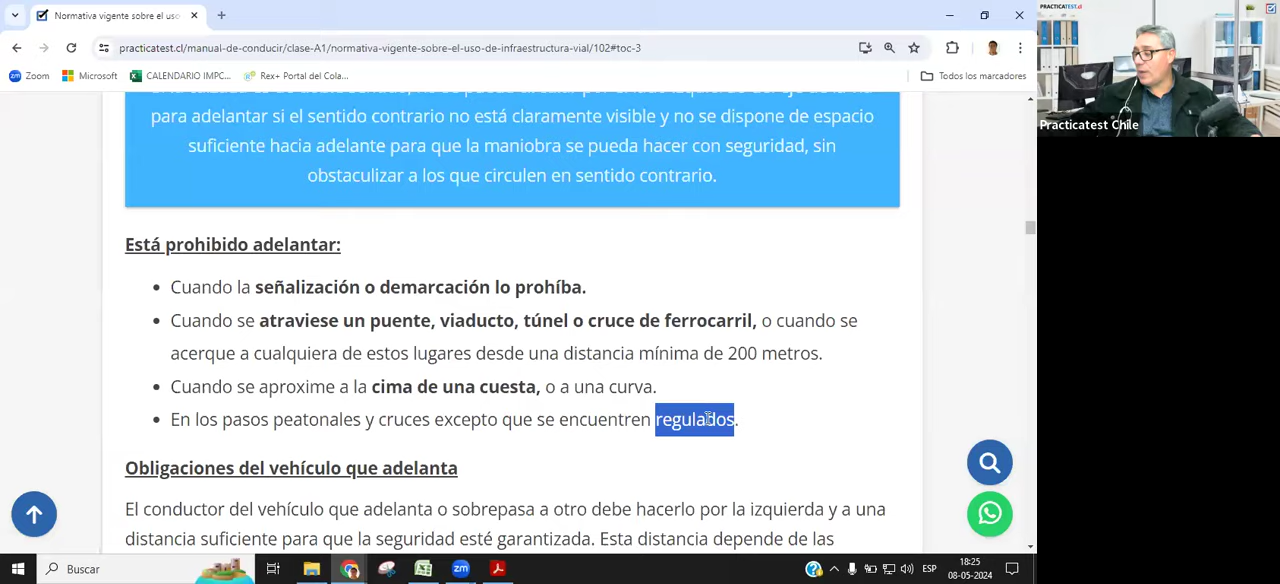 Normativa vigente sobre el uso
practicatest.cl/manual-de-conducir/clase-A1/normativa-vigente-sobre-el-uso-de-infraestructura-vial/102#toc-3
Zoom
Microsoft
CALENDARIO IMPC...
Rex+ Portal del Cola...
Todos los marcadores
PRACTICATEST.cl
Practicatest Chile
para adelantar si el sentido contrario no está claramente visible y no se dispone de espacio
suficiente hacia adelante para que la maniobra se pueda hacer con seguridad, sin
obstaculizar a los que circulen en sentido contrario.
Está prohibido adelantar:
• Cuando la señalización o demarcación lo prohíba.
• Cuando se atraviese un puente, viaducto, túnel o cruce de ferrocarril, o cuando se
acerque a cualquiera de estos lugares desde una distancia mínima de 200 metros.
• Cuando se aproxime a la cima de una cuesta, o a una curva.
• En los pasos peatonales y cruces excepto que se encuentren regulados.
Obligaciones del vehículo que adelanta
El conductor del vehículo que adelanta o sobrepasa a otro debe hacerlo por la izquierda y a una
distancia suficiente para que la seguridad esté garantizada. Esta distancia depende de las
Buscar
ESP
18:25
08-05-2024